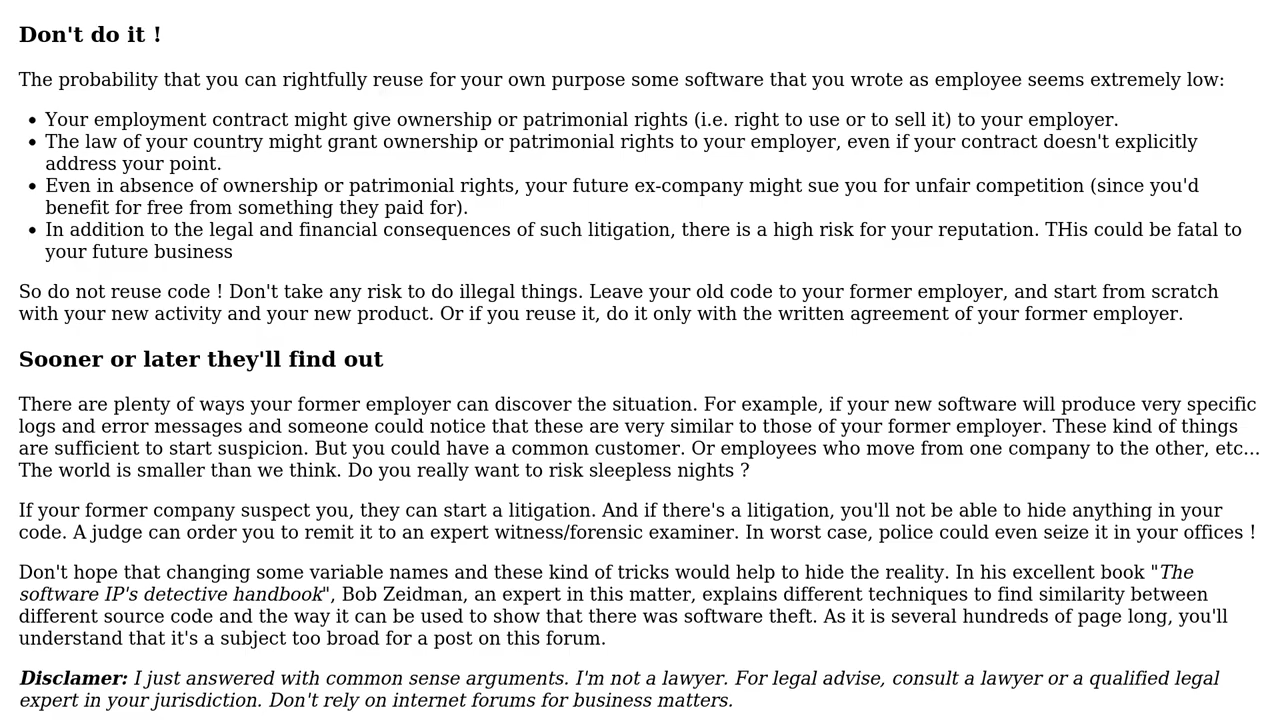 Don't do it !
The probability that you can rightfully reuse for your own purpose some software that you wrote as employee seems extremely low:
• Your employment contract might give ownership or patrimonial rights (i.e. right to use or to sell it) to your employer.
• The law of your country might grant ownership or patrimonial rights to your employer, even if your contract doesn't explicitly
address your point.
• Even in absence of ownership or patrimonial rights, your future ex-company might sue you for unfair competition (since you'd
benefit for free from something they paid for).
• In addition to the legal and financial consequences of such litigation, there is a high risk for your reputation. THis could be fatal to
your future business
So do not reuse code ! Don't take any risk to do illegal things. Leave your old code to your former employer, and start from scratch
with your new activity and your new product. Or if you reuse it, do it only with the written agreement of your former employer.
Sooner or later they'll find out
There are plenty of ways your former employer can discover the situation. For example, if your new software will produce very specific
logs and error messages and someone could notice that these are very similar to those of your former employer. These kind of things
are sufficient to start suspicion. But you could have a common customer. Or employees who move from one company to the other, etc...
The world is smaller than we think. Do you really want to risk sleepless nights ?
If your former company suspect you, they can start a litigation. And if there's a litigation, you'll not be able to hide anything in your
code. A judge can order you to remit it to an expert witness/forensic examiner. In worst case, police could even seize it in your offices !
Don't hope that changing some variable names and these kind of tricks would help to hide the reality. In his excellent book "The
software IP's detective handbook", Bob Zeidman, an expert in this matter, explains different techniques to find similarity between
different source code and the way it can be used to show that there was software theft. As it is several hundreds of page long, you'll
understand that it's a subject too broad for a post on this forum.
Disclamer: I just answered with common sense arguments. I'm not a lawyer. For legal advise, consult a lawyer or a qualified legal
expert in your jurisdiction. Don't rely on internet forums for business matters.